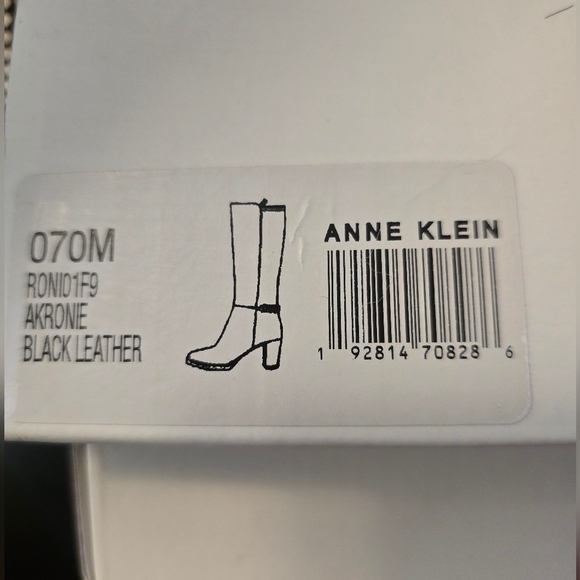 070M
RONI01F9
AKRONIE
BLACK LEATHER
ANNE KLEIN
1 92814 70828 6